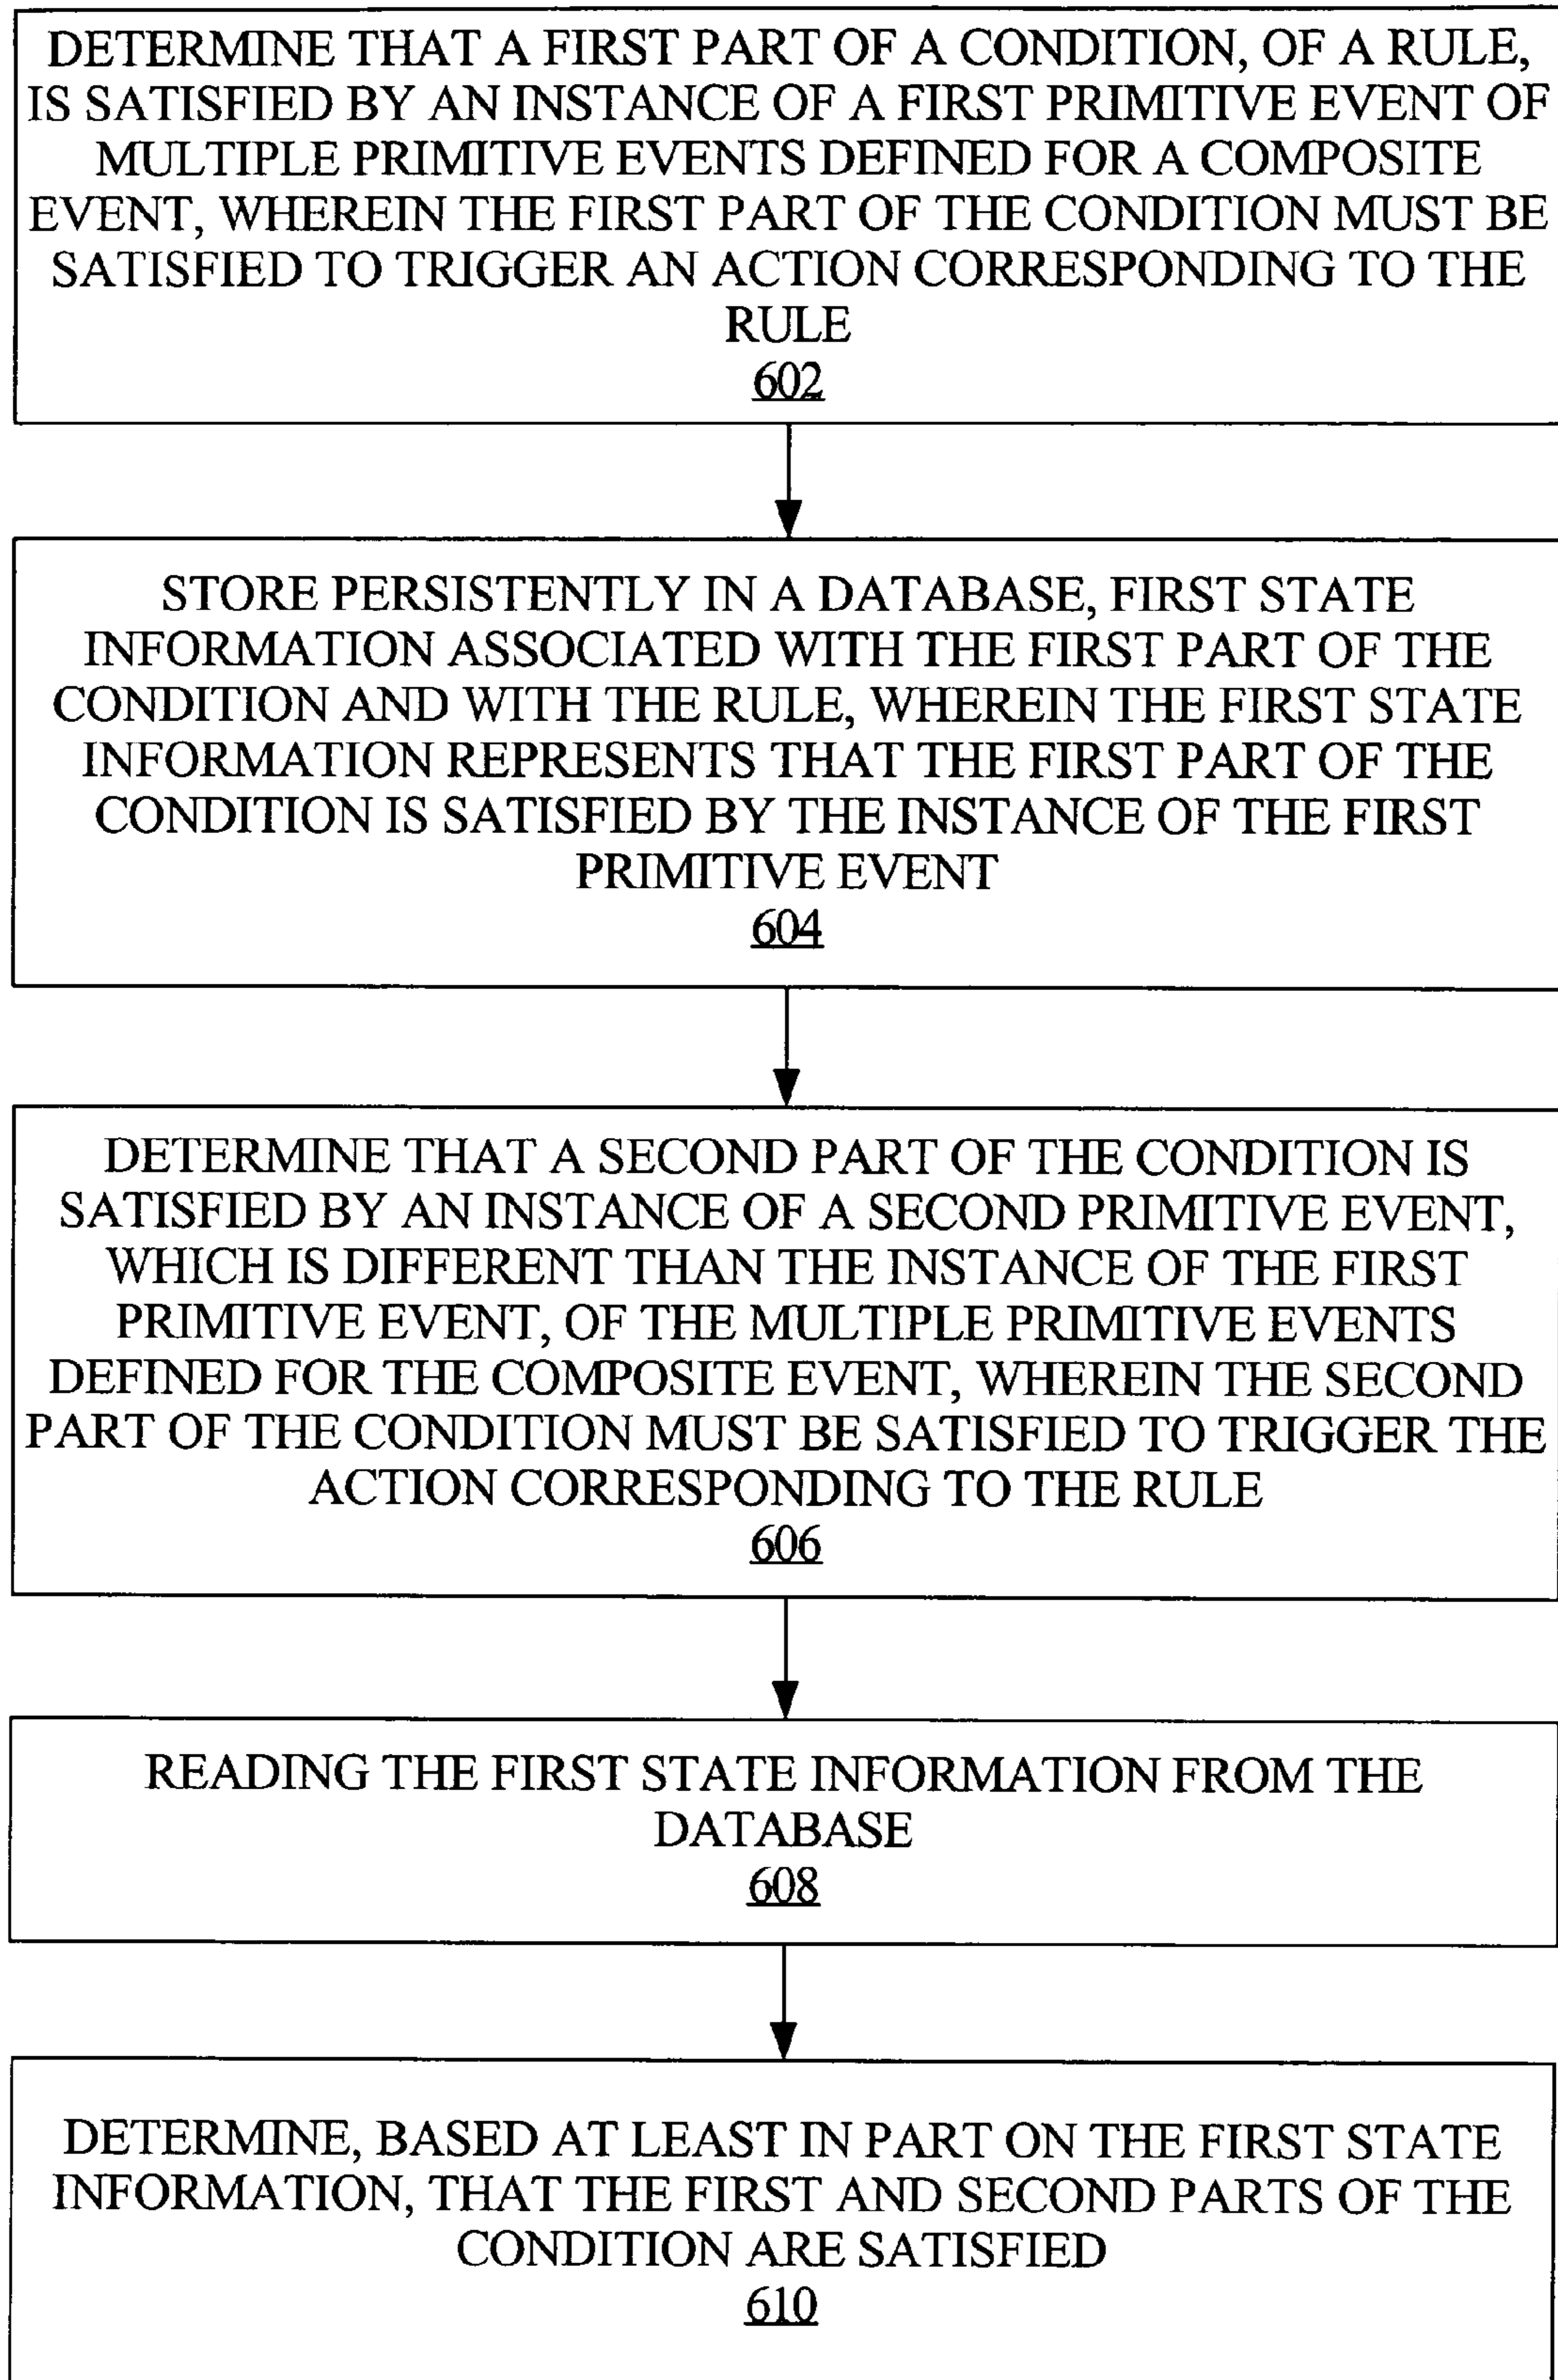 DETERMINE THAT A FIRST PART OF A CONDITION, OF A RULE,
IS SATISFIED BY AN INSTANCE OF A FIRST PRIMITIVE EVENT OF
MULTIPLE PRIMITIVE EVENTS DEFINED FOR A COMPOSITE
EVENT, WHEREIN THE FIRST PART OF THE CONDITION MUST BE
SATISFIED TO TRIGGER AN ACTION CORRESPONDING TO THE
RULE
602
STORE PERSISTENTLY IN A DATABASE, FIRST STATE
INFORMATION ASSOCIATED WITH THE FIRST PART OF THE
CONDITION AND WITH THE RULE, WHEREIN THE FIRST STATE
INFORMATION REPRESENTS THAT THE FIRST PART OF THE
CONDITION IS SATISFIED BY THE INSTANCE OF THE FIRST
PRIMITIVE EVENT
604
DETERMINE THAT A SECOND PART OF THE CONDITION IS
SATISFIED BY AN INSTANCE OF A SECOND PRIMITIVE EVENT,
WHICH IS DIFFERENT THAN THE INSTANCE OF THE FIRST
PRIMITIVE EVENT, OF THE MULTIPLE PRIMITIVE EVENTS
DEFINED FOR THE COMPOSITE EVENT, WHEREIN THE SECOND
PART OF THE CONDITION MUST BE SATISFIED TO TRIGGER THE
ACTION CORRESPONDING TO THE RULE
606
READING THE FIRST STATE INFORMATION FROM THE
DATABASE
608
DETERMINE, BASED AT LEAST IN PART ON THE FIRST STATE
INFORMATION, THAT THE FIRST AND SECOND PARTS OF THE
CONDITION ARE SATISFIED
610